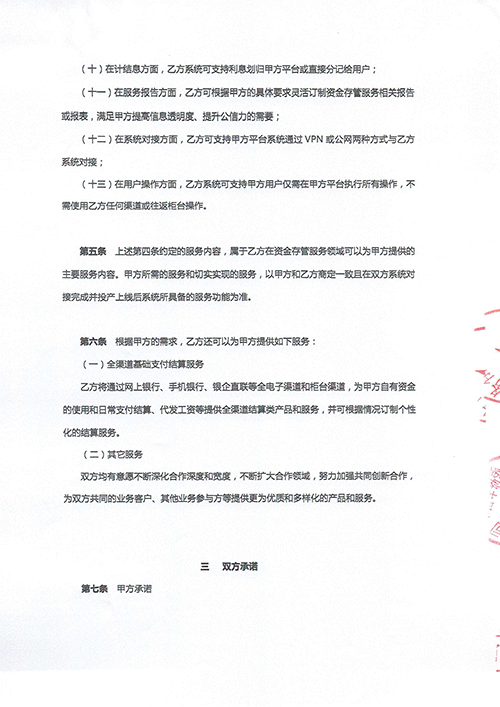 （十）在计结息方面，乙方系统可支持利息划归甲方平台或直接分记给用户；
（十一）在服务报告方面，乙方可根据甲方的具体要求灵活订制资金存管服务相关报告
或报表，满足甲方提高信息透明度、提升公信力的需要；
（十二）在系统对接方面，乙方可支持甲方平台系统通过 VPN 或公网两种方式与乙方
系统对接；
（十三）在用户操作方面，乙方系统可支持甲方用户仅需在甲方平台执行所有操作，不
需使用乙方任何渠道或往返柜台操作。
第五条 上述第四条约定的服务内容，属于乙方在资金存管服务领域可以为甲方提供的
主要服务内容。甲方所需的服务和切实实现的服务，以甲方和乙方商定一致且在双方系统对
接完成并投产上线后系统所具备的服务功能为准。
第六条 根据甲方的需求，乙方还可以为甲方提供如下服务：
（一）全渠道基础支付结算服务
乙方将通过网上银行、手机银行、银企直联等全电子渠道和柜台渠道，为甲方自有资金
的使用和日常支付结算、代发工资等提供全渠道结算类产品和服务，并可根据情况订制个性
化的结算服务。
（二）其它服务
双方均有意愿不断深化合作深度和宽度，不断扩大合作领域，努力加强共同创新合作，
为双方共同的业务客户、其他业务参与方等提供更为优质和多样化的产品和服务。
三 双方承诺
第七条 甲方承诺